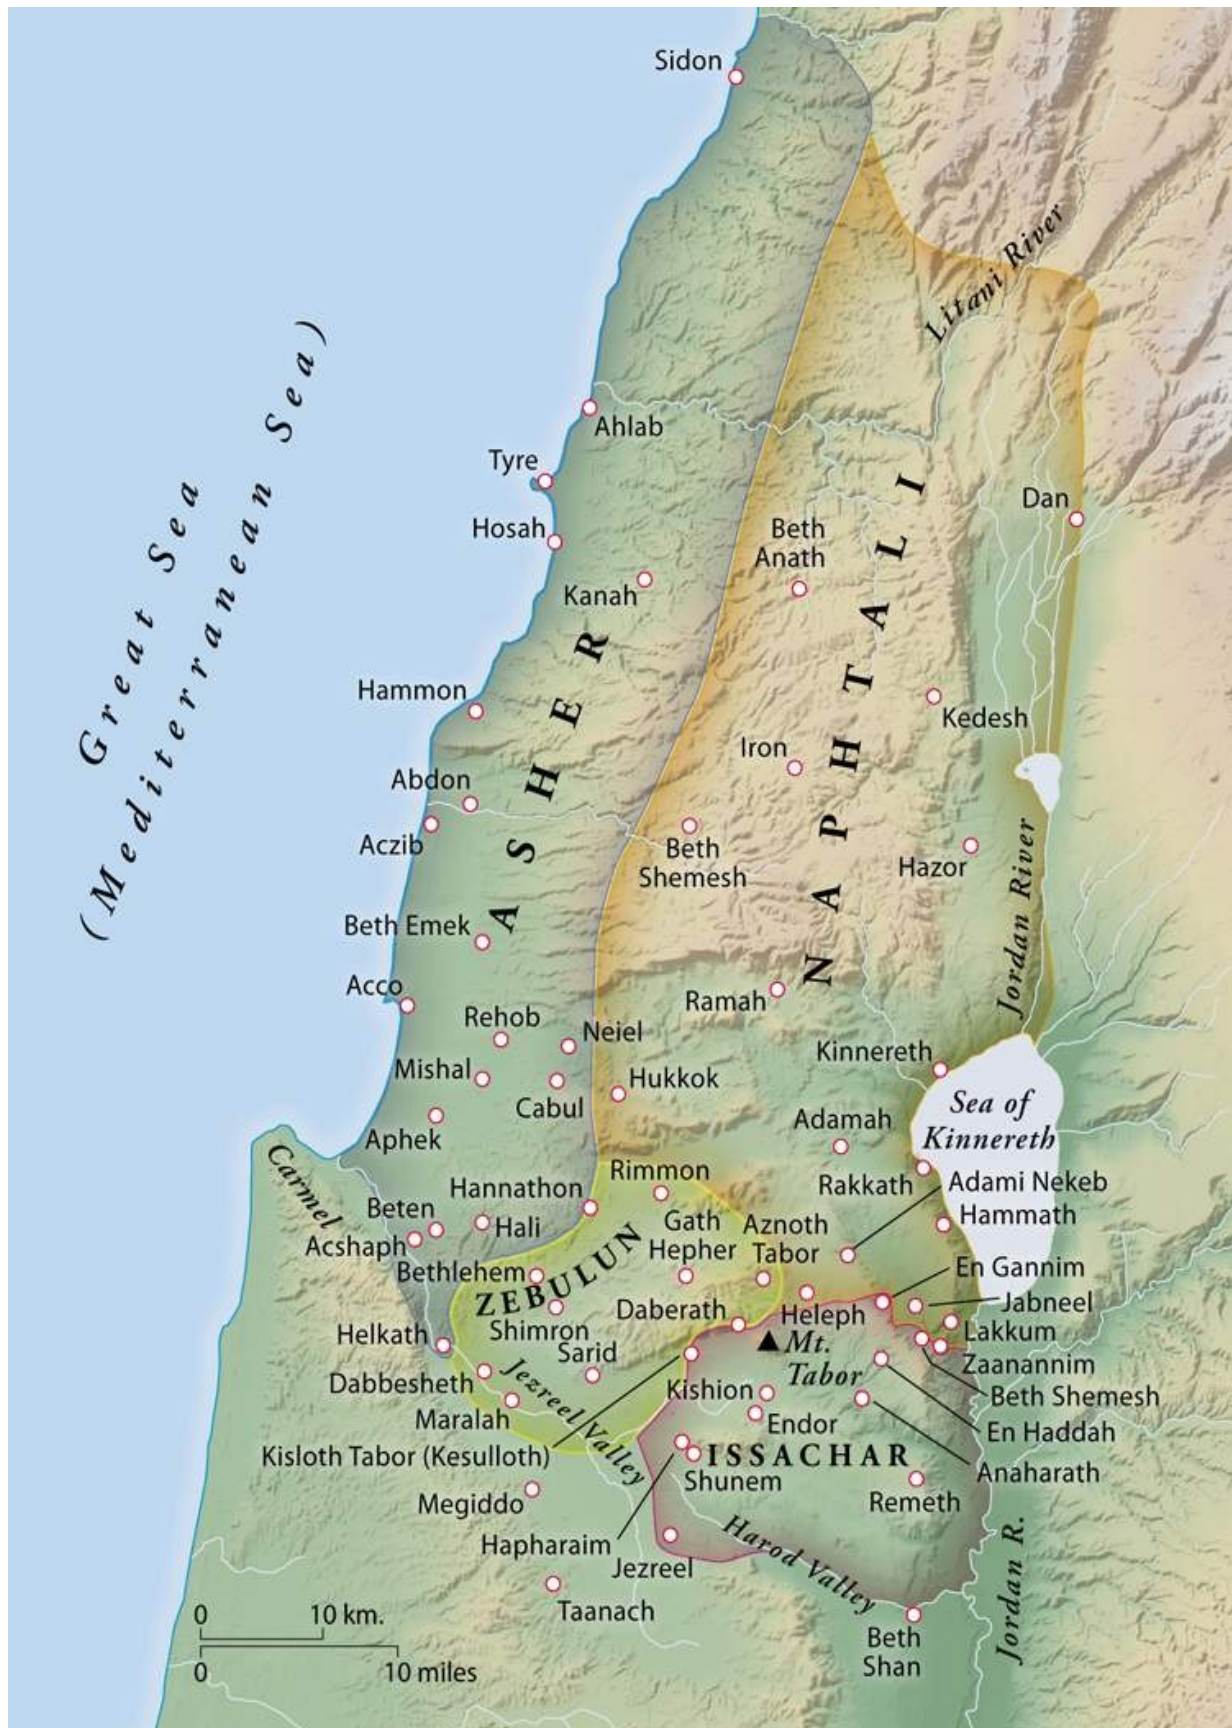 Sidon
Litani River
Great Sea
(Mediterranean Sea)
Ahlab
Tyre
Hosah
Dan
Beth
Anath
Kanah
NAPHTALI
ASHER
Hammon
Kedesh
Iron
Abdon
Aczib
Beth
Shemesh
Hazor
Jordan River
Beth Emek
Acco
Ramah
Rehob
Neiel
Kinnereth
Mishal
Hukkok
Cabul
Sea of
Kinnereth
Aphek
Adamah
Carmel
Rimmon
Rakkath
Adami Nekeb
Hannathon
Hammath
Beten
Hali
Gath
Hepher
Aznoth
Tabor
Acshaph
Bethlehem
En Gannim
ZEBULUN
Daberath
Heleph
Jabneel
Helkath
Shimron
Lakkum
Sarid
Mt.
Tabor
Zaanannim
Dabbesheth
Jezreel Valley
Kishion
Beth Shemesh
Maralah
Endor
En Haddah
Kisloth Tabor (Kesulloth)
ISSACHAR
Anaharath
Shunem
Megiddo
Remeth
Hapharaim
Jezreel
Harod Valley
Jordan R.
Taanach
0 10 km.
Beth
Shan
0 10 miles